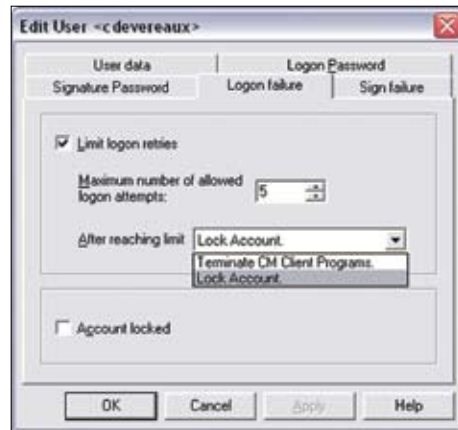 Edit User <cdevereaux>
User data
Logon Password
Signature Password
Logon failure
Sign failure
Limit logon retries
Maximum number of allowed
logon attempts:
5
After reaching limit
Lock Account.
Terminate CM Client Programs.
Lock Account.
Account locked
OK
Cancel
Apply
Help